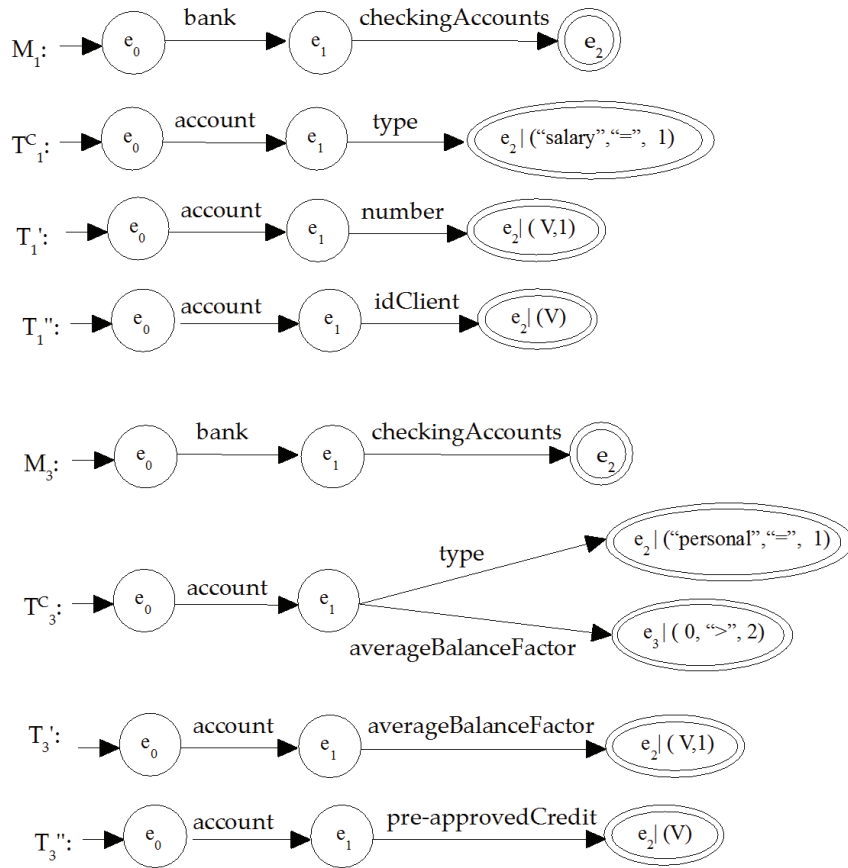 M1: e0 bank e1 checkingAccounts e2
TC1: e0 account e1 type e2 | (“salary”,“=”, 1)
T1': e0 account e1 number e2| ( V,1)
T1": e0 account e1 idClient e2| (V)
M3: e0 bank e1 checkingAccounts e2
TC3: e0 account e1 type e2 | (“personal”,“=”, 1)
averageBalanceFactor e3 | ( 0, “>”, 2)
T3': e0 account e1 averageBalanceFactor e2| ( V,1)
T3": e0 account e1 pre-approvedCredit e2| (V)